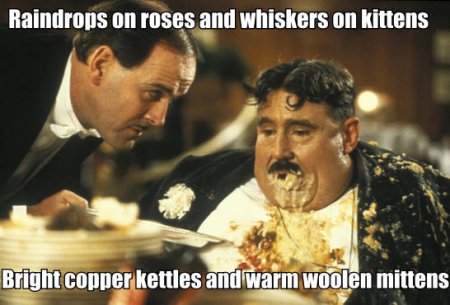 Raindrops on roses and whiskers on kittens
Bright copper kettles and warm woolen mittens